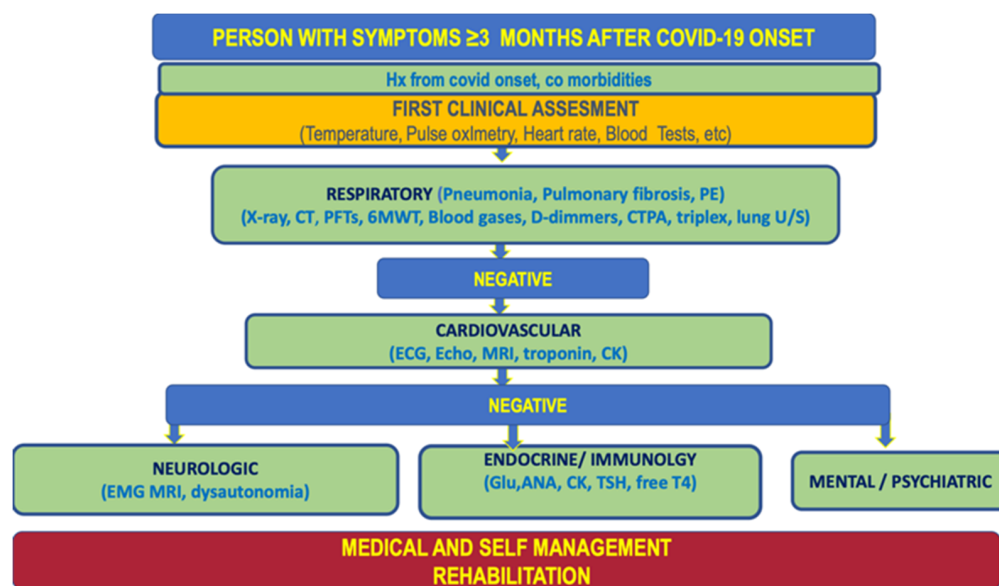 PERSON WITH SYMPTOMS ≥3 MONTHS AFTER COVID-19 ONSET
Hx from covid onset, co morbidities
FIRST CLINICAL ASSESMENT
(Temperature, Pulse oxImetry, Heart rate, Blood Tests, etc)
RESPIRATORY (Pneumonia, Pulmonary fibrosis, PE)
(X-ray, CT, PFTs, 6MWT, Blood gases, D-dimmers, CTPA, triplex, lung U/S)
NEGATIVE
CARDIOVASCULAR
(ECG, Echo, MRI, troponin, CK)
NEGATIVE
NEUROLOGIC
(EMG MRI, dysautonomia)
ENDOCRINE/ IMMUNOLGY
(Glu,ANA, CK, TSH, free T4)
MENTAL / PSYCHIATRIC
MEDICAL AND SELF MANAGEMENT
REHABILITATION